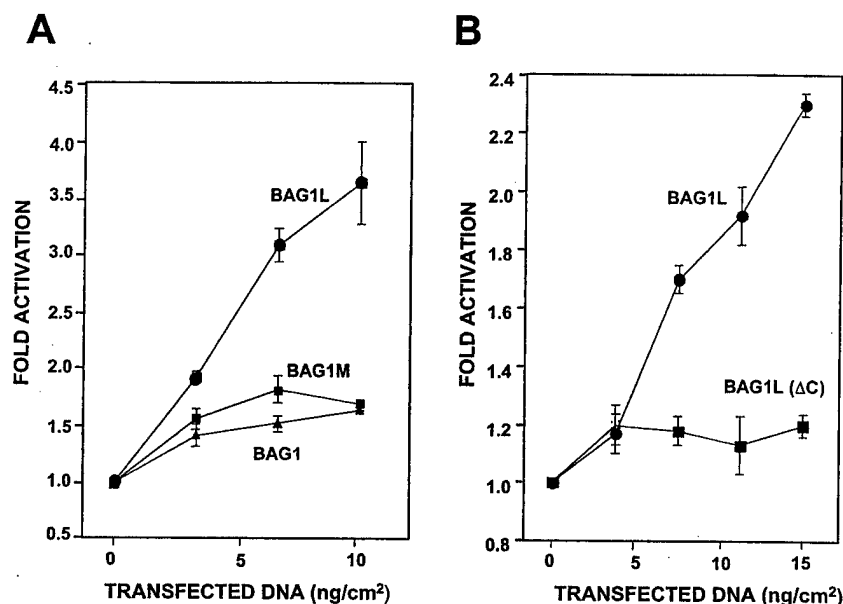 A
4.5
4.0
3.5
3.0
2.5
2.0
1.5
1.0
0.5
FOLD ACTIVATION
BAG1L
BAG1M
BAG1
0
5
10
TRANSFECTED DNA (ng/cm²)
B
2.4
2.2
2.0
1.8
1.6
1.4
1.2
1.0
0.8
FOLD ACTIVATION
BAG1L
BAG1L (ΔC)
0
5
10
15
TRANSFECTED DNA (ng/cm²)